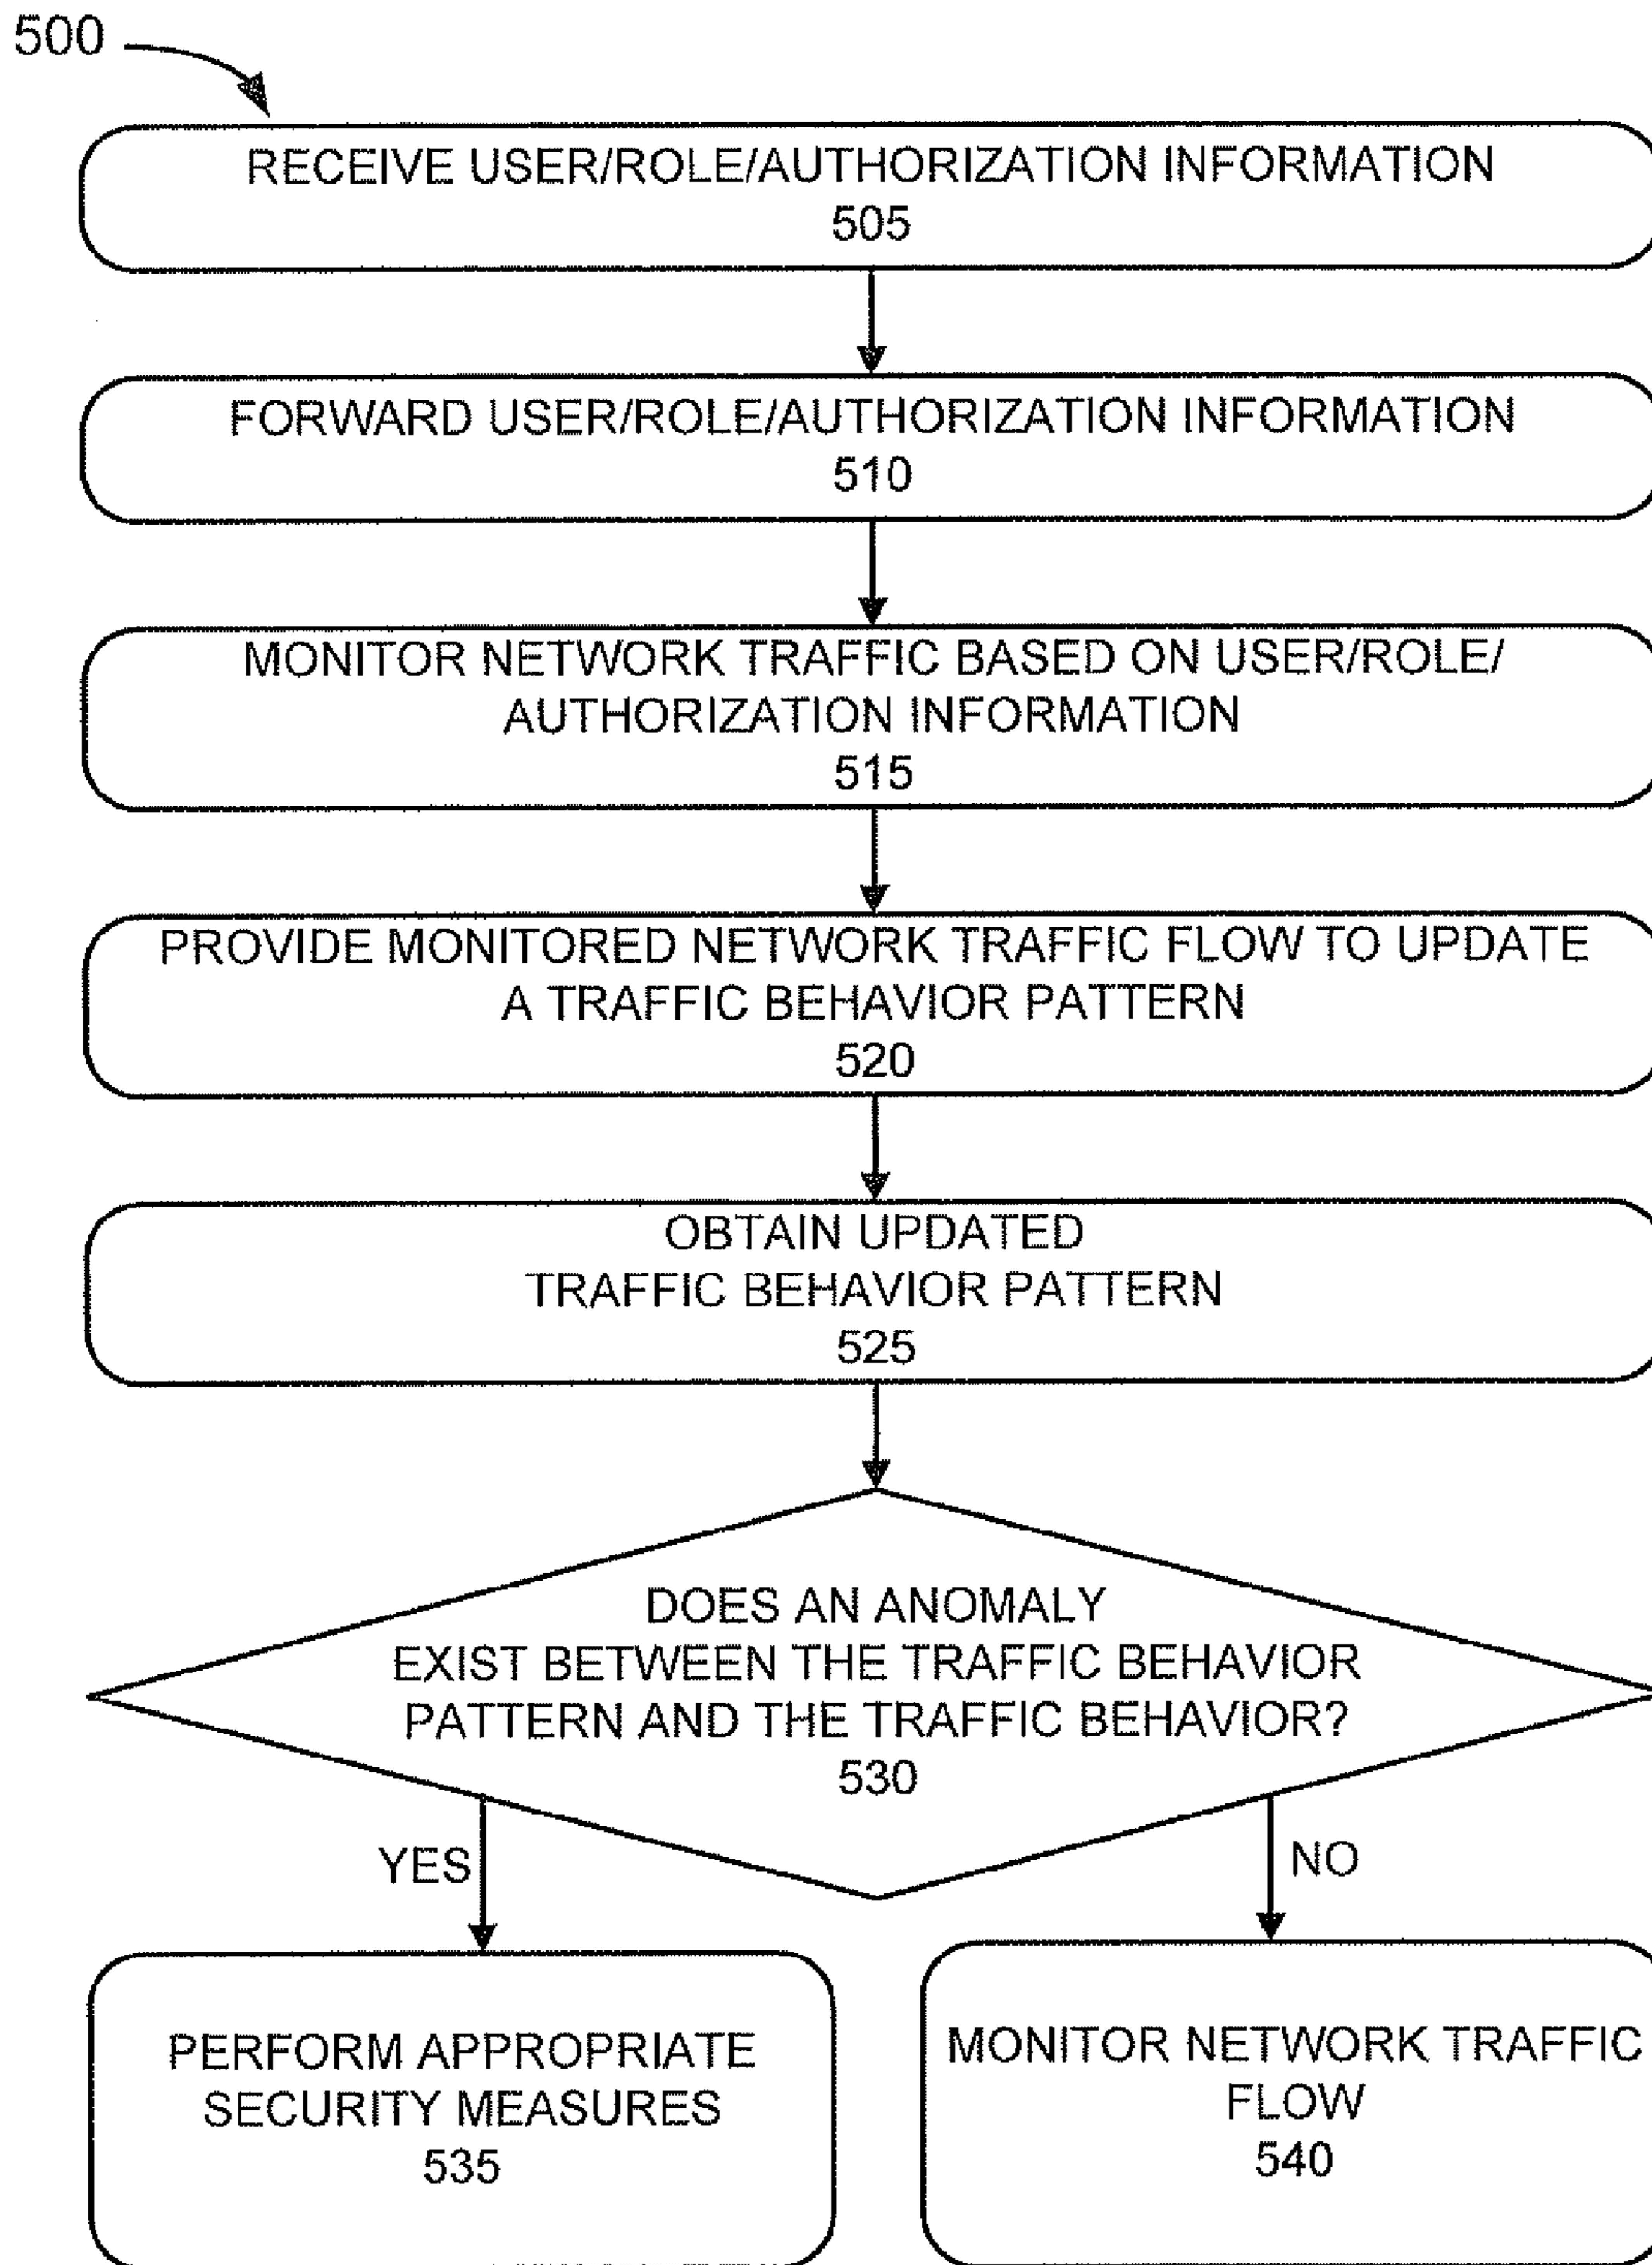 500
RECEIVE USER/ROLE/AUTHORIZATION INFORMATION
505
FORWARD USER/ROLE/AUTHORIZATION INFORMATION
510
MONITOR NETWORK TRAFFIC BASED ON USER/ROLE/
AUTHORIZATION INFORMATION
515
PROVIDE MONITORED NETWORK TRAFFIC FLOW TO UPDATE
A TRAFFIC BEHAVIOR PATTERN
520
OBTAIN UPDATED
TRAFFIC BEHAVIOR PATTERN
525
DOES AN ANOMALY
EXIST BETWEEN THE TRAFFIC BEHAVIOR
PATTERN AND THE TRAFFIC BEHAVIOR?
530
YES
NO
PERFORM APPROPRIATE
SECURITY MEASURES
535
MONITOR NETWORK TRAFFIC
FLOW
540